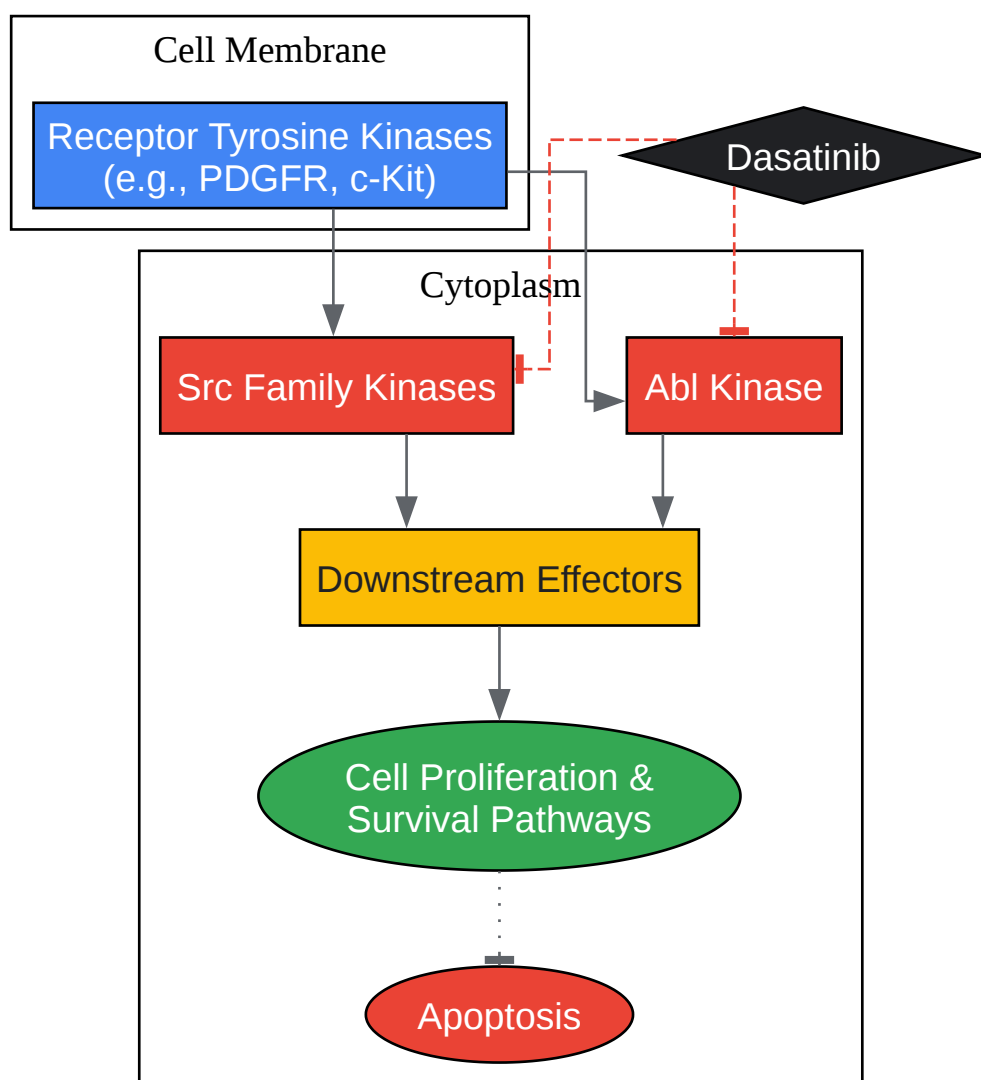 Cell Membrane
Receptor Tyrosine Kinases
(e.g., PDGFR, c-Kit)
Dasatinib
Cytoplasm
Src Family Kinases
Abl Kinase
Downstream Effectors
Cell Proliferation &
Survival Pathways
Apoptosis